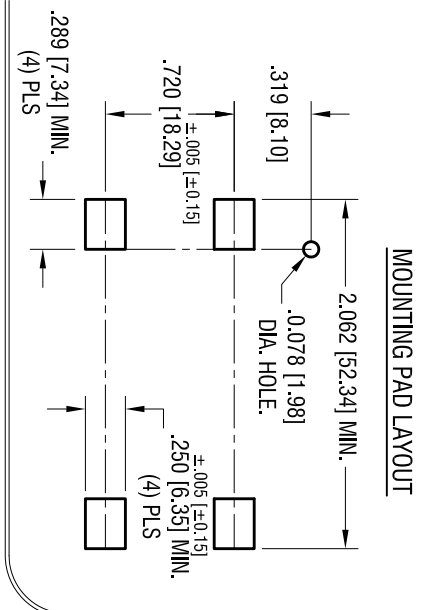 MOUNTING PAD LAYOUT
2.062 [52.34] MIN.
.319 [8.10]
.0.078 [1.98]
DIA. HOLE.
±.005 [±0.15]
.720 [18.29]
±.005 [±0.15]
.250 [6.35] MIN.
(4) PLS
.289 [7.34] MIN.
(4) PLS